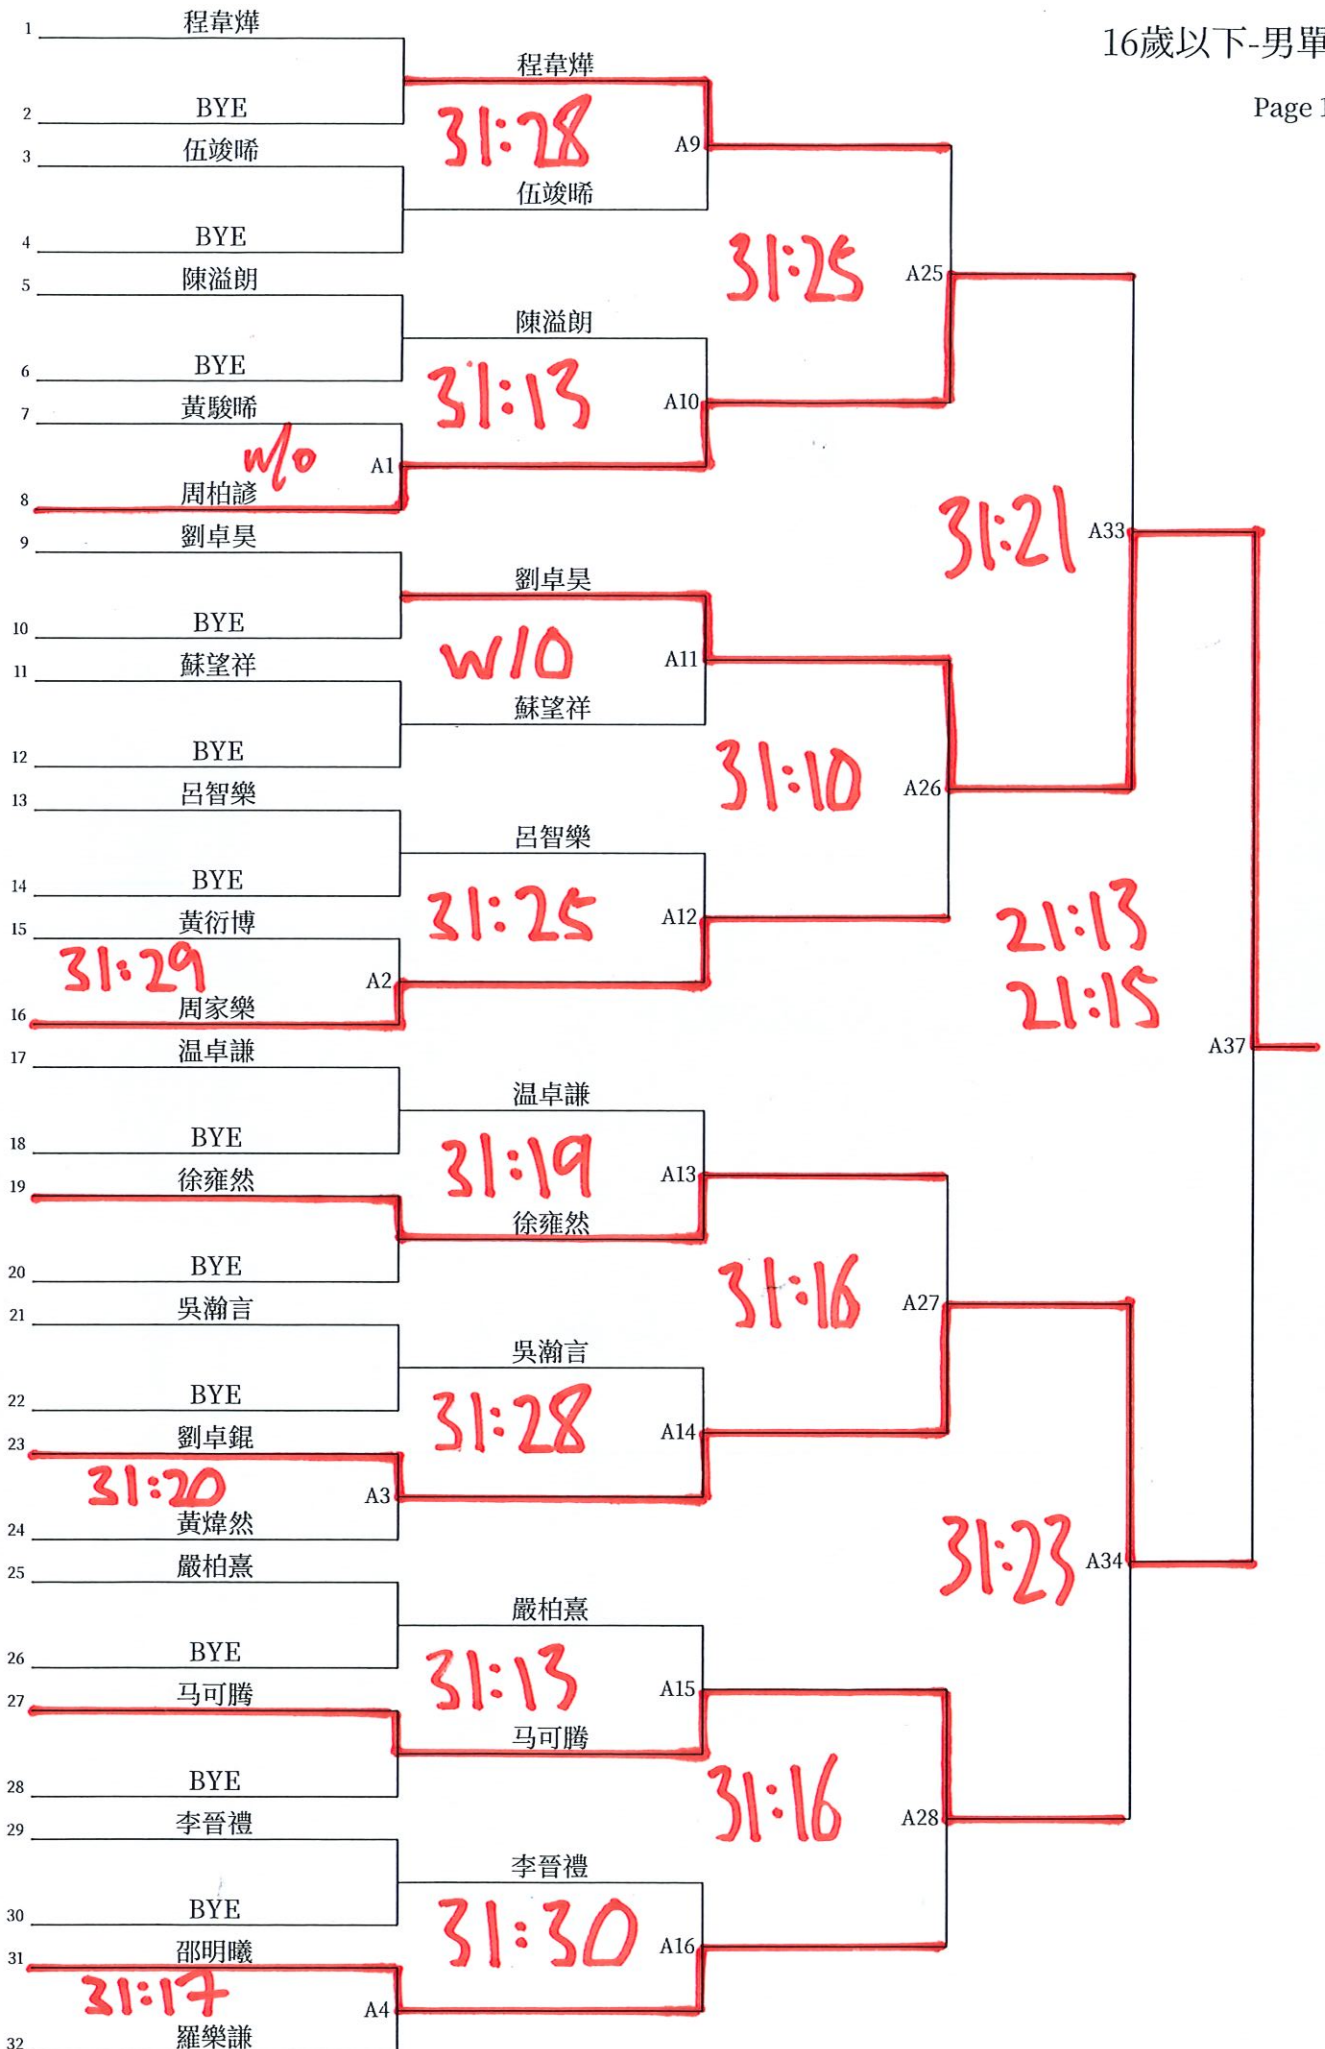 16歲以下-男單
Page 1
1 程韋燁
2 BYE
3 伍竣晞
4 BYE
5 陳溢朗
6 BYE
7 黃駿晞
w/o
A1
8 周柏諺
9 劉卓昊
10 BYE
11 蘇望祥
12 BYE
13 呂智樂
14 BYE
15 黃衍博
31:29
A2
16 周家樂
17 温卓謙
18 BYE
19 徐雍然
20 BYE
21 吳瀚言
22 BYE
23 劉卓錕
31:20
A3
24 黃煒然
25 嚴柏熹
26 BYE
27 马可腾
28 BYE
29 李晉禮
30 BYE
31 邵明曦
31:17
A4
32 羅樂謙
程韋燁
31:28
A9
伍竣晞
陳溢朗
31:13
A10
劉卓昊
W/O
A11
蘇望祥
呂智樂
31:25
A12
温卓謙
31:19
A13
徐雍然
吳瀚言
31:28
A14
嚴柏熹
31:13
A15
马可腾
李晉禮
31:30
A16
31:25
A25
31:10
A26
31:16
A27
31:16
A28
31:21
A33
31:23
A34
21:13
21:15
A37